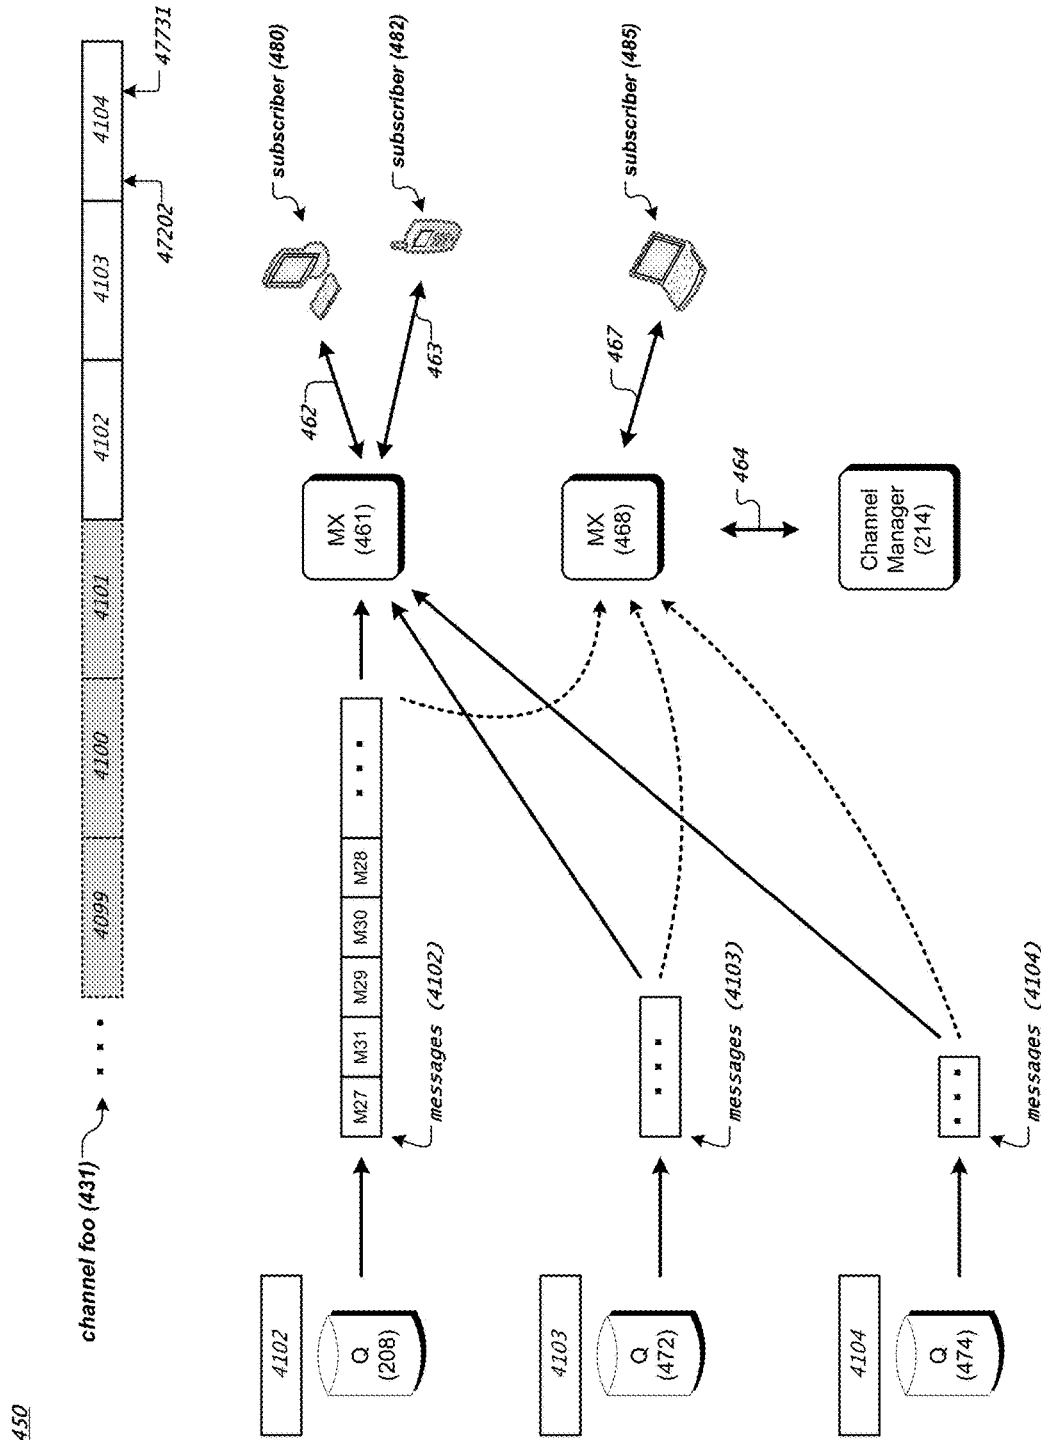 450
channel foo (431)
4099
4100
4101
4102
4103
4104
47202
47731
4102
Q
(208)
M27
M31
M29
M30
M28
messages (4102)
MX
(461)
462
463
subscriber (480)
subscriber (482)
4103
Q
(472)
messages (4103)
MX
(468)
467
subscriber (485)
464
4104
Q
(474)
messages (4104)
Channel
Manager
(214)